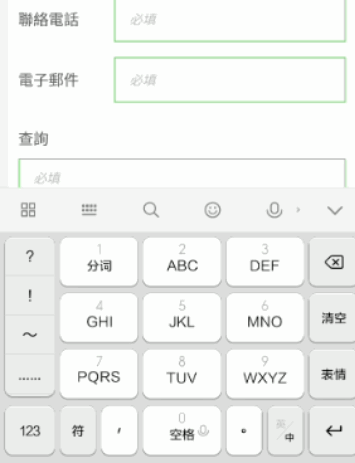 聯絡電話 必填
電子郵件 必填
查詢
必填
? 1 2 3
分词 ABC DEF
! 4 5 6 清空
GHI JKL MNO
～
7 8 9 表情
...... PQRS TUV WXYZ
123 符 , 0 。 英/中
空格